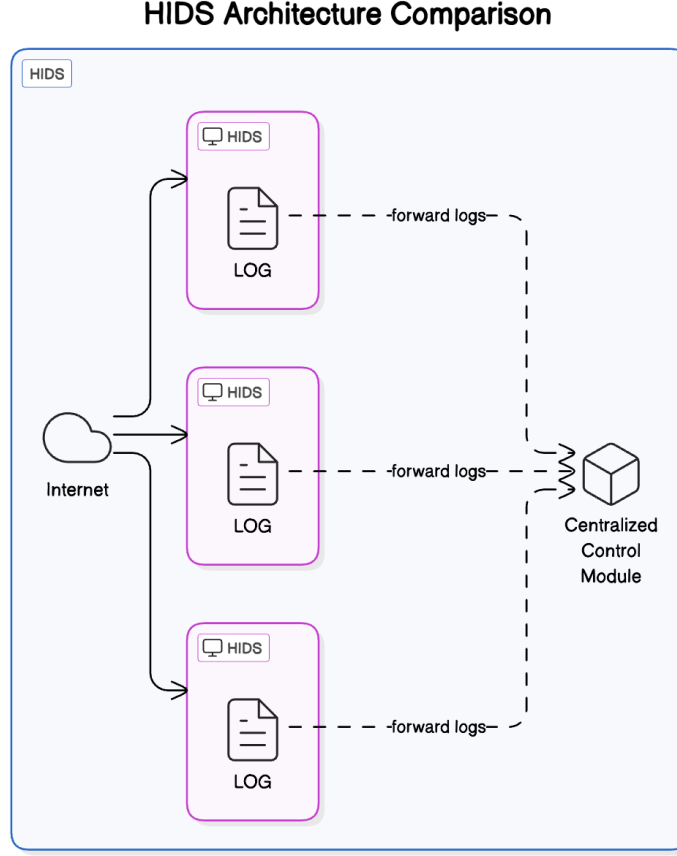 HIDS Architecture Comparison
HIDS
HIDS
LOG
forward logs
HIDS
LOG
forward logs
Internet
Centralized
Control
Module
HIDS
LOG
forward logs